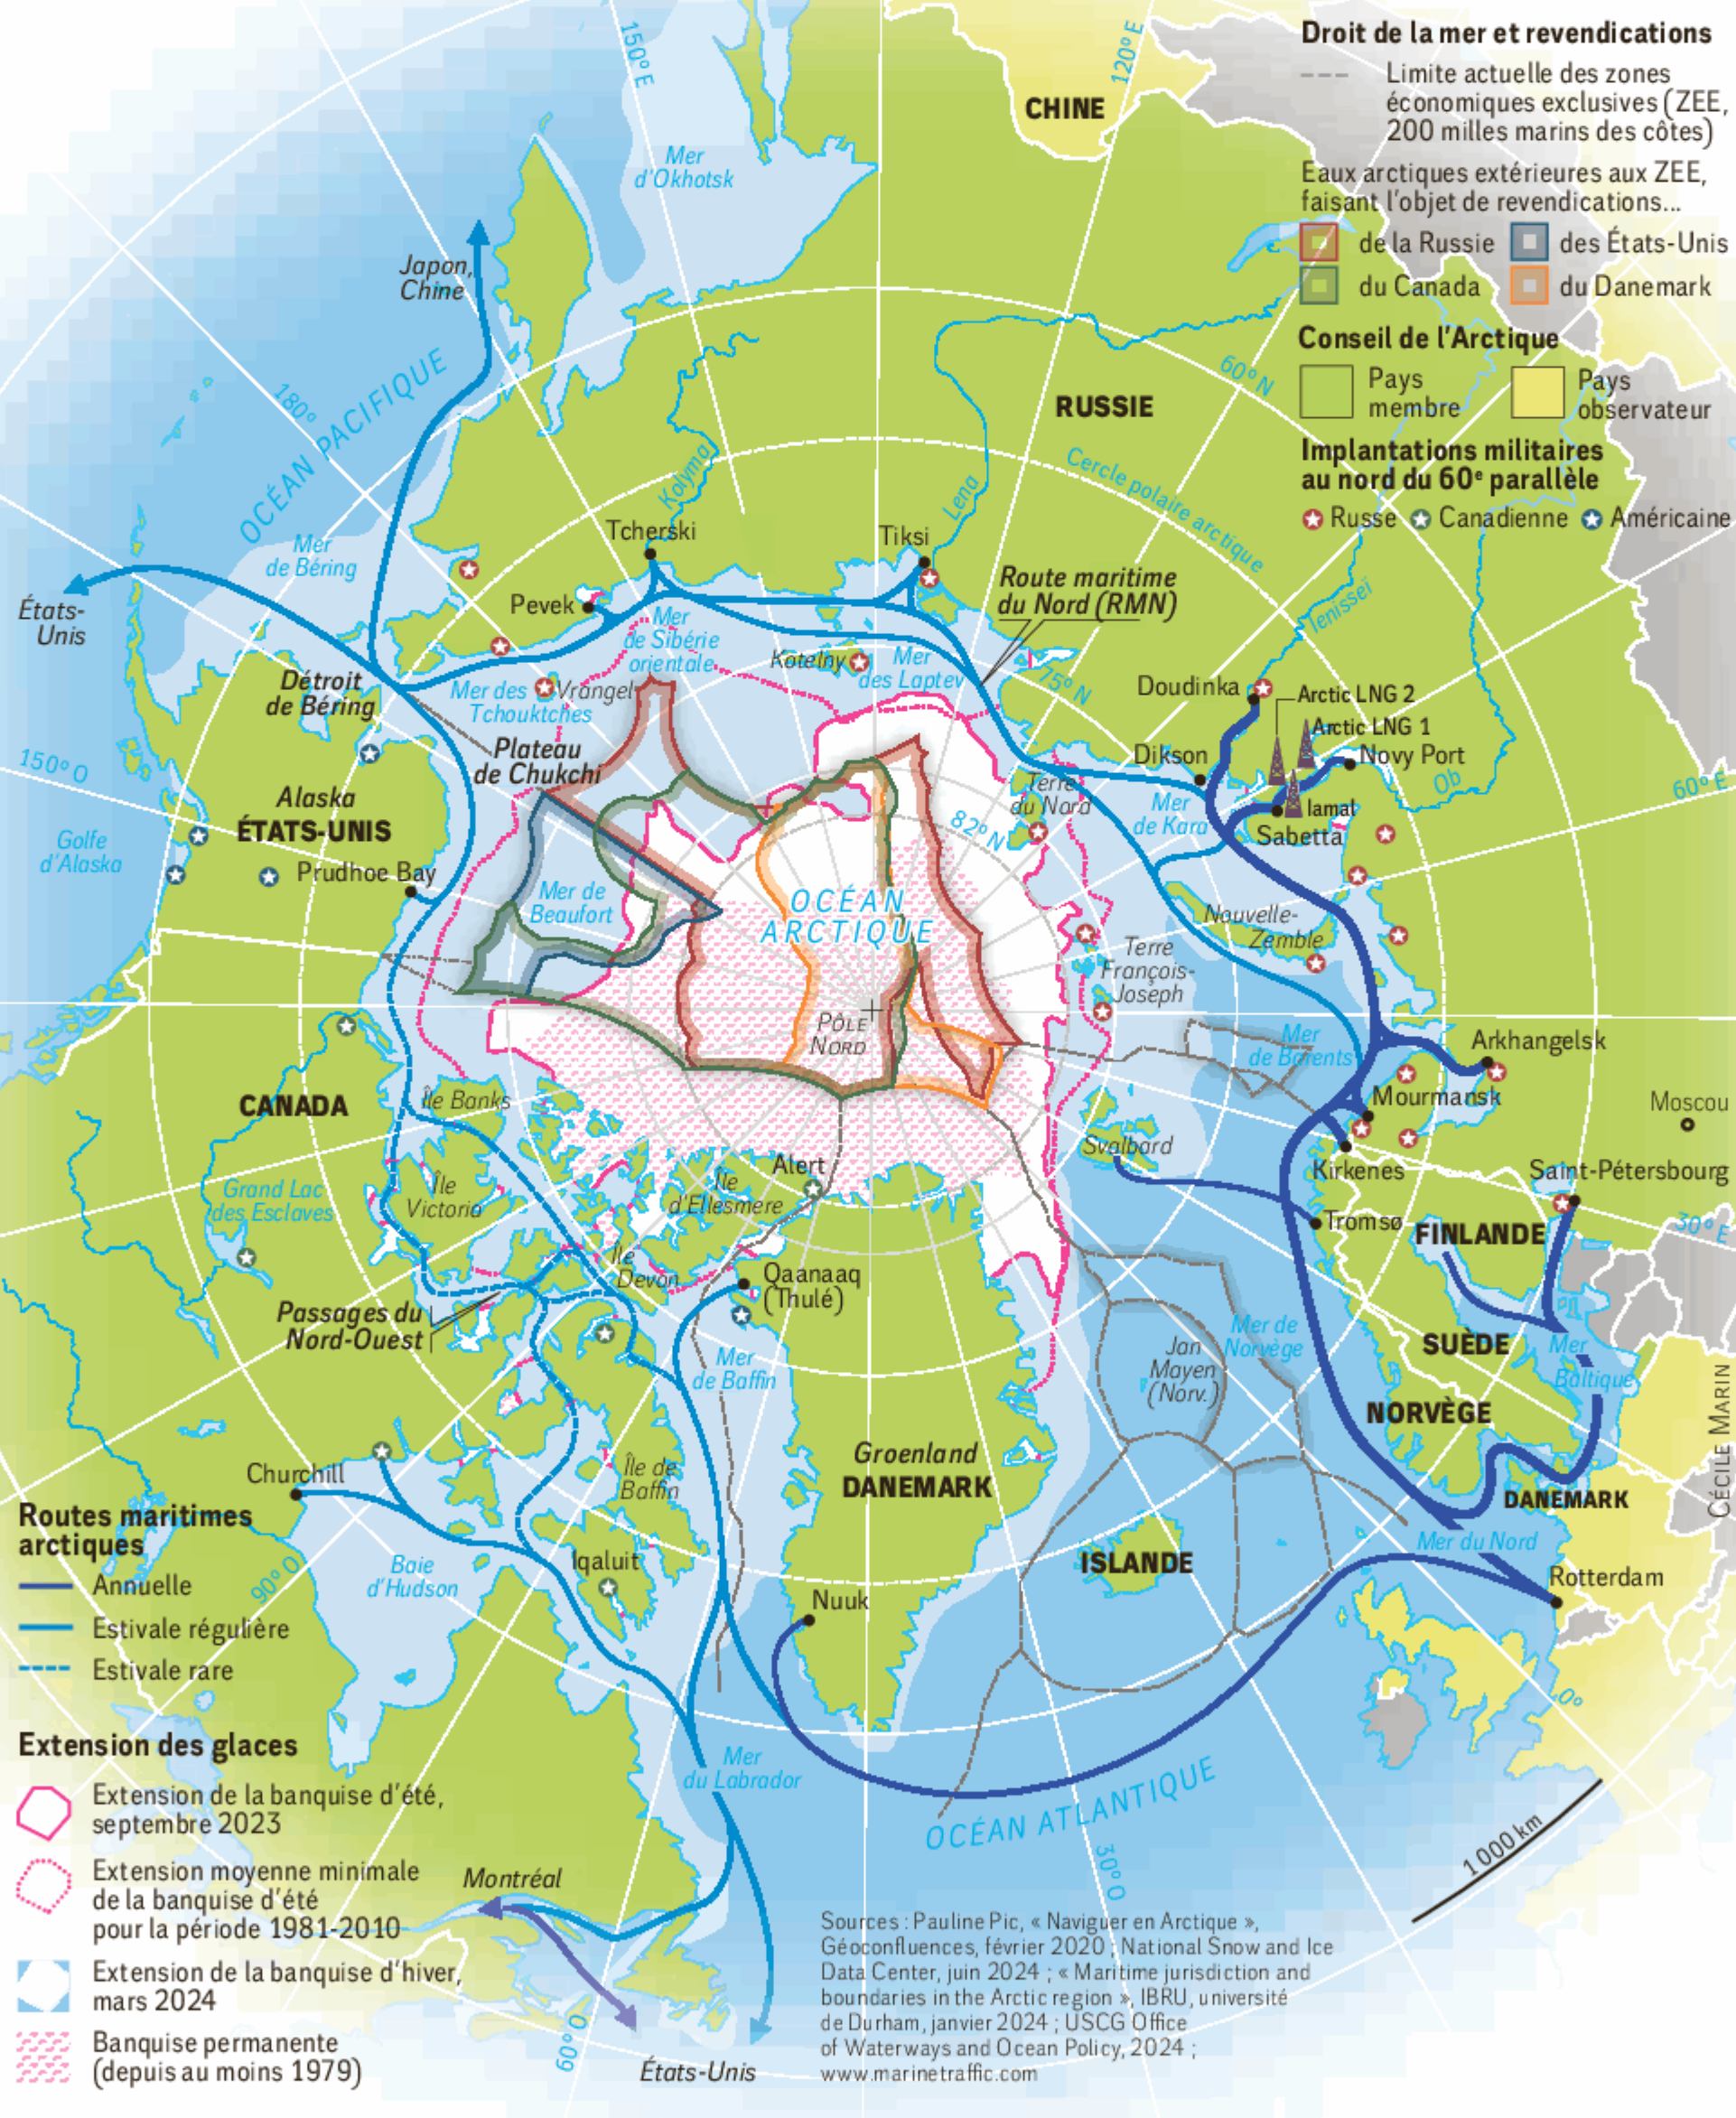 Droit de la mer et revendications
Limite actuelle des zones
économiques exclusives (ZEE,
200 milles marins des côtes)
Eaux arctiques extérieures aux ZEE,
faisant l'objet de revendications...
de la Russie
des États-Unis
du Canada
du Danemark
Conseil de l'Arctique
Pays
membre
Pays
observateur
Implantations militaires
au nord du 60e parallèle
Russe
Canadienne
Américaine
150° E
120° E
CHINE
Mer
d'Okhotsk
Japon,
Chine
180°
OCÉAN PACIFIQUE
RUSSIE
60° N
Cercle polaire arctique
Kolyma
Lena
Tcherski
Tiksi
Mer
de Béring
Pevek
États-
Unis
Route maritime
du Nord (RMN)
Ienisseï
Mer
de Sibérie
orientale
Kotelny
Mer
des Laptev
75° N
Détroit
de Béring
Mer des
Tchouktches
Vrangel
Doudinka
Arctic LNG 2
Arctic LNG 1
Novy Port
Plateau
de Chukchi
Dikson
Ob
60° E
150° O
Terre
du Nord
Mer
de Kara
Iamal
Sabetta
82° N
Alaska
ÉTATS-UNIS
Golfe
d'Alaska
Prudhoe Bay
Mer de
Beaufort
OCÉAN
ARCTIQUE
Nouvelle-
Zemble
Terre
François-
Joseph
PÔLE
NORD
Mer
de Barents
Arkhangelsk
CANADA
Île Banks
Mourmansk
Moscou
Svalbard
Kirkenes
Saint-Pétersbourg
Alert
Île
d'Ellesmere
Île
Victoria
Grand Lac
des Esclaves
Tromsø
FINLANDE
30° E
Île
Devon
Qaanaaq
(Thulé)
Passages du
Nord-Ouest
Mer
de Baffin
Jan
Mayen
(Norv.)
Mer de
Norvège
SUÈDE
Mer
Baltique
NORVÈGE
Groenland
DANEMARK
Île de
Baffin
Churchill
DANEMARK
Mer du Nord
ISLANDE
Rotterdam
Iqaluit
Baie
d'Hudson
90° O
Nuuk
0°
Routes maritimes
arctiques
Annuelle
Estivale régulière
Estivale rare
Mer
du Labrador
OCÉAN ATLANTIQUE
30° O
1 000 km
Extension des glaces
Extension de la banquise d'été,
septembre 2023
Extension moyenne minimale
de la banquise d'été
pour la période 1981-2010
Extension de la banquise d'hiver,
mars 2024
Banquise permanente
(depuis au moins 1979)
Montréal
60° O
États-Unis
Sources : Pauline Pic, « Naviguer en Arctique »,
Géoconfluences, février 2020 ; National Snow and Ice
Data Center, juin 2024 ; « Maritime jurisdiction and
boundaries in the Arctic region », IBRU, université
de Durham, janvier 2024 ; USCG Office
of Waterways and Ocean Policy, 2024 ;
www.marinetraffic.com
CÉCILE MARIN